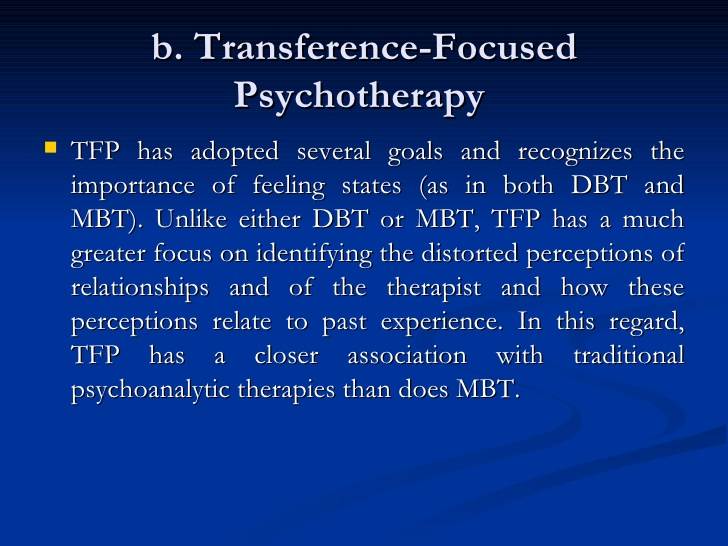 b. Transference-Focused
Psychotherapy
TFP has adopted several goals and recognizes the
importance of feeling states (as in both DBT and
MBT). Unlike either DBT or MBT, TFP has a much
greater focus on identifying the distorted perceptions of
relationships and of the therapist and how these
perceptions relate to past experience. In this regard,
TFP has a closer association with traditional
psychoanalytic therapies than does MBT.